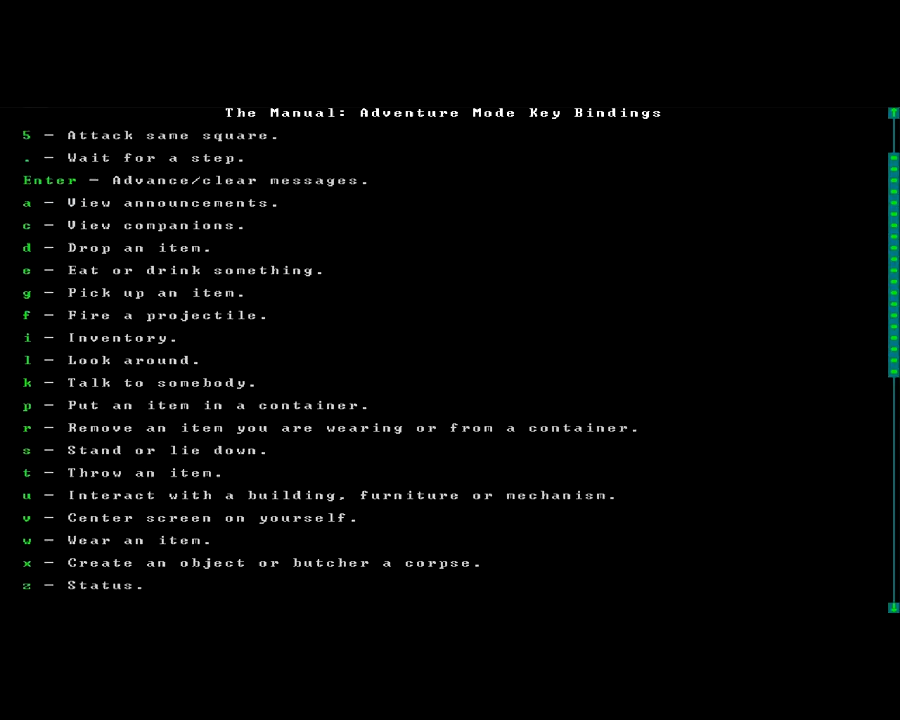 The Manual: Adventure Mode Key Bindings
5 — Attack same square.
. — Wait for a step.
Enter — Advance/clear messages.
a — View announcements.
c — View companions.
d — Drop an item.
e — Eat or drink something.
g — Pick up an item.
f — Fire a projectile.
i — Inventory.
l — Look around.
k — Talk to somebody.
p — Put an item in a container.
r — Remove an item you are wearing or from a container.
s — Stand or lie down.
t — Throw an item.
u — Interact with a building, furniture or mechanism.
v — Center screen on yourself.
w — Wear an item.
x — Create an object or butcher a corpse.
z — Status.